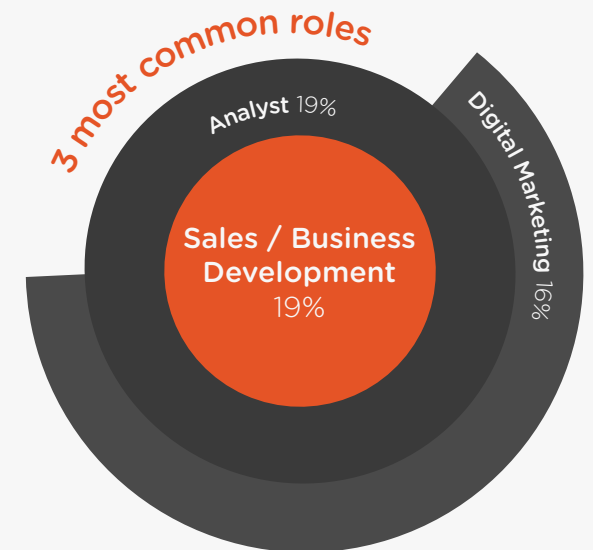 3 most common roles
Analyst 19%
Digital Marketing 16%
Sales / Business
Development
19%